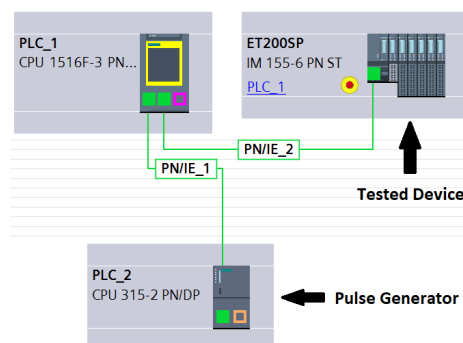 PLC_1
CPU 1516F-3 PN...
ET200SP
IM 155-6 PN ST
PLC_1
PN/IE_2
PN/IE_1
Tested Device
PLC_2
CPU 315-2 PN/DP
Pulse Generator